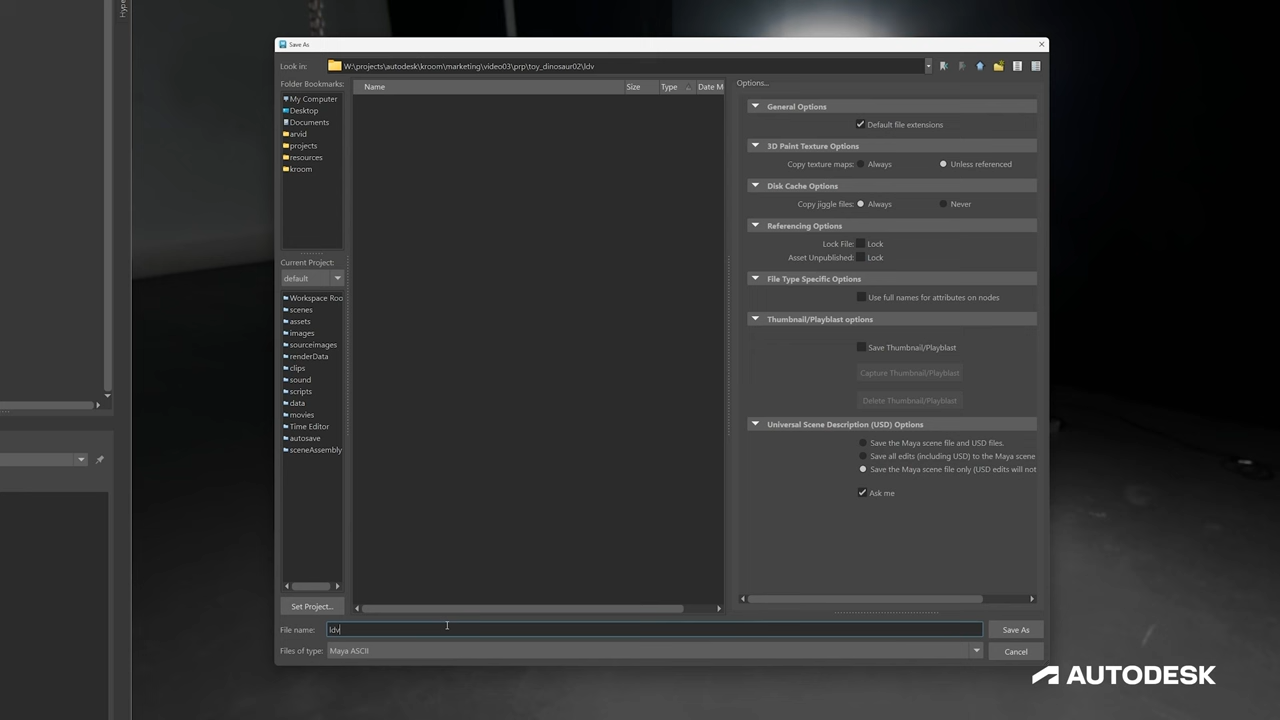 Hype
Save As
Look in: W:\projects\autodesk\kroom\marketing\video03\prp\toy_dinosaur02\ldv
Folder Bookmarks:
My Computer
Desktop
Documents
arvid
projects
resources
kroom
Current Project:
default
Workspace Roo
scenes
assets
images
sourceimages
renderData
clips
sound
scripts
data
movies
Time Editor
autosave
sceneAssembly
Set Project...
Name Size Type Date M
Options...
General Options
Default file extensions
3D Paint Texture Options
Copy texture maps: Always Unless referenced
Disk Cache Options
Copy jiggle files: Always Never
Referencing Options
Lock File: Lock
Asset Unpublished: Lock
File Type Specific Options
Use full names for attributes on nodes
Thumbnail/Playblast options
Save Thumbnail/Playblast
Capture Thumbnail/Playblast
Delete Thumbnail/Playblast
Universal Scene Description (USD) Options
Save the Maya scene file and USD files.
Save all edits (including USD) to the Maya scene
Save the Maya scene file only (USD edits will not
Ask me
File name: ldv Save As
Files of type: Maya ASCII Cancel
AUTODESK